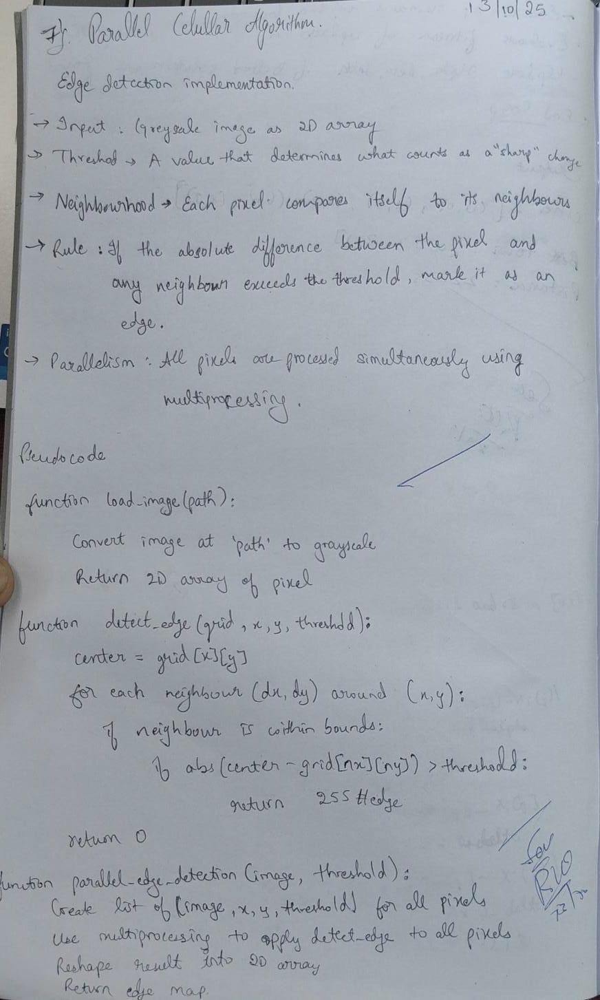 13/10/25
7). Parallel Celullar Algorithm.
Edge detection implementation.
→ Input : Greyscale image as 2D array
→ Threshod → A value that determines what counts as a "sharp" change
→ Neighbourhood → Each pixel compares itself to its neighbours
→ Rule : If the absolute difference between the pixel and
any neighbour exceeds the threshold, mark it as an
edge.
→ Parallelism : All pixels are processed simultaneously using
multiprocessing.
Pseudocode
function load_image(path):
Convert image at 'path' to grayscale
Return 2D array of pixel
function detect_edge (grid, x, y, threshold):
center = grid [x][y]
for each neighbour (dx, dy) around (x,y):
if neighbour is within bounds:
if abs (center - grid[nx][ny]) > threshold:
return 255 #edge
return 0
function parallel_edge_detection (image, threshold):
Create list of (image, x, y, threshold) for all pixels
Use multiprocessing to apply detect_edge to all pixels
Reshape result into 2D array
Return edge map.